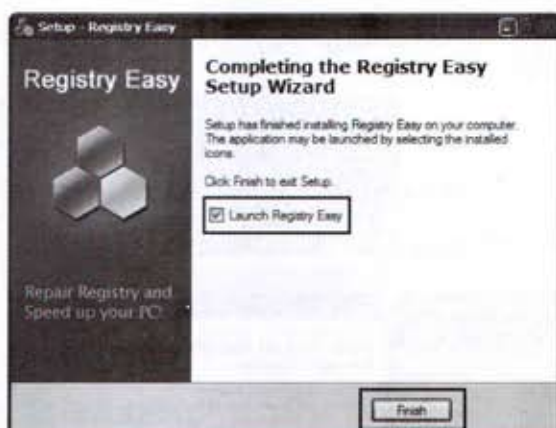 Setup - Registry Easy
Registry Easy
Completing the Registry Easy
Setup Wizard
Setup has finished installing Registry Easy on your computer.
The application may be launched by selecting the installed
icons.
Click Finish to exit Setup.
Launch Registry Easy
Repair Registry and
Speed up your PC!
Finish